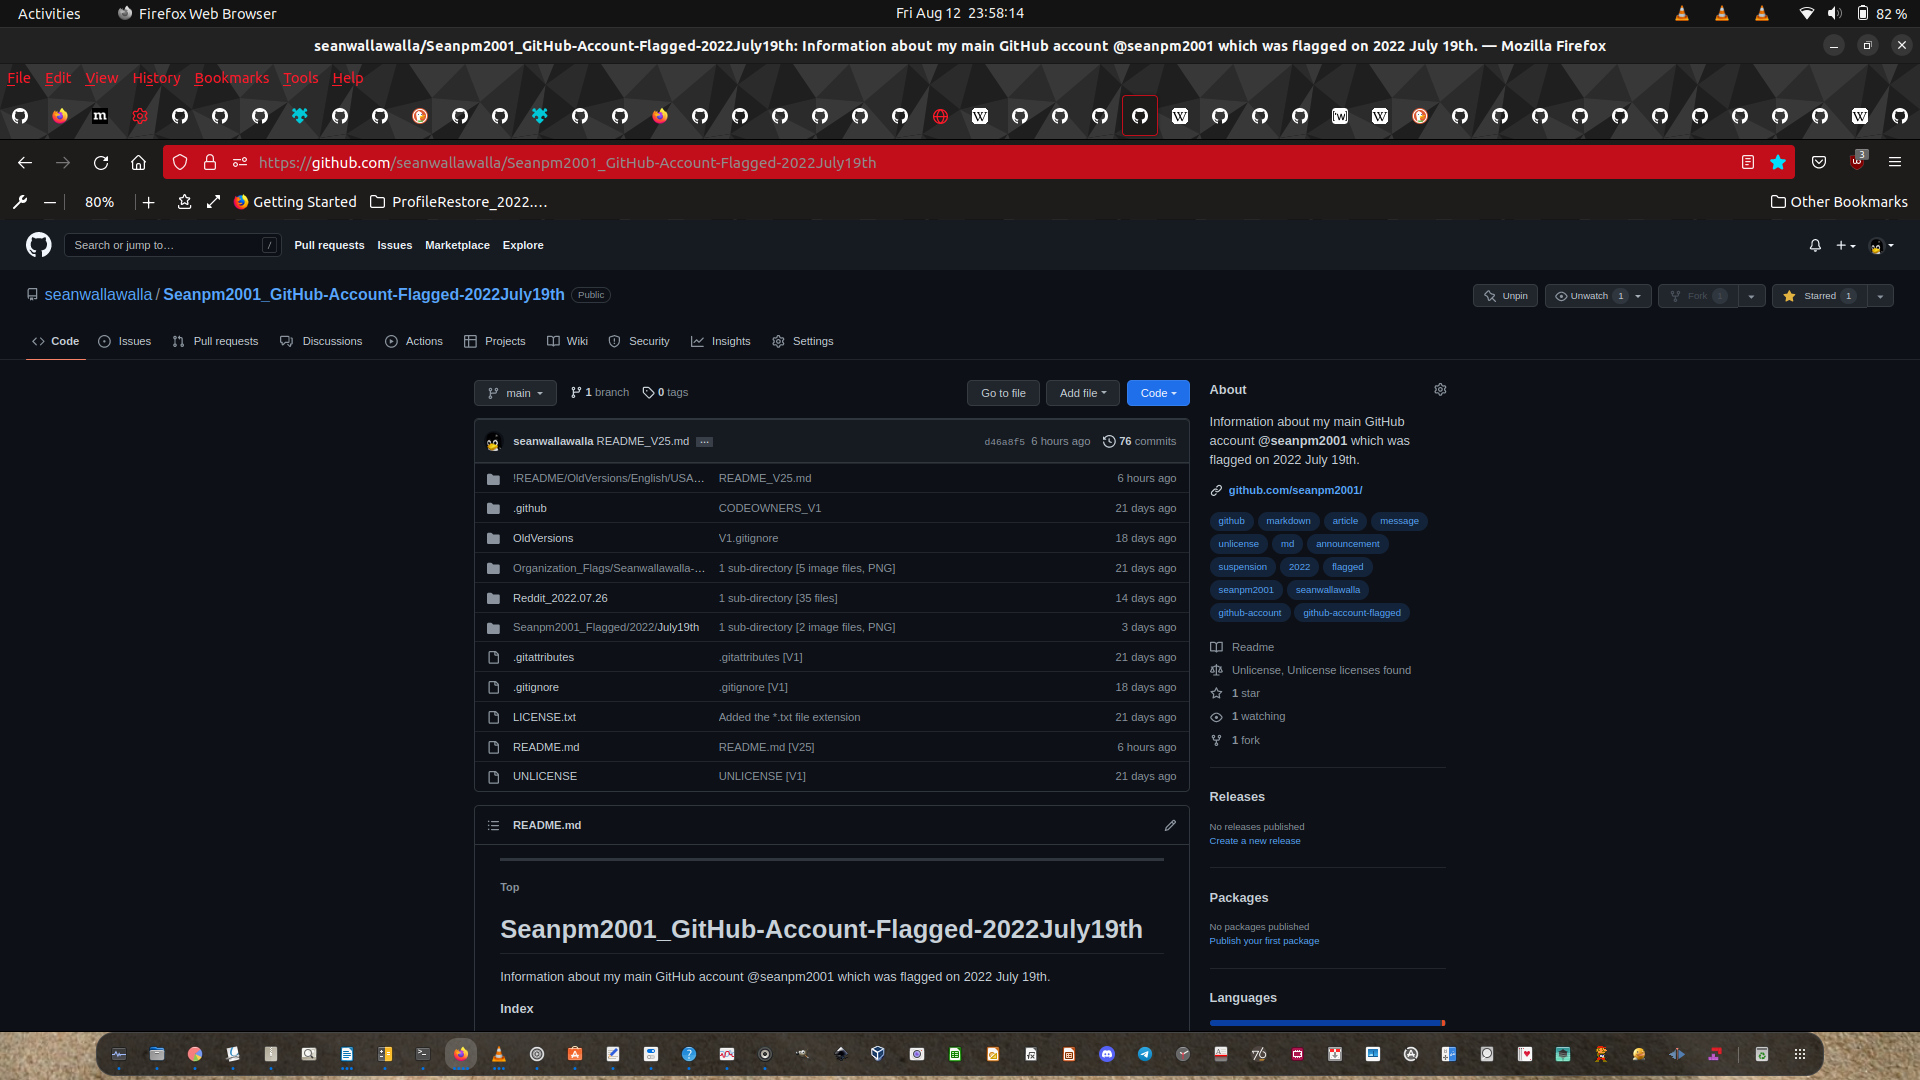 Activities
Firefox Web Browser
Fri Aug 12 23:58:14
82 %
seanwallawalla/Seanpm2001_GitHub-Account-Flagged-2022July19th: Information about my main GitHub account @seanpm2001 which was flagged on 2022 July 19th. — Mozilla Firefox
File Edit View History Bookmarks Tools Help
https://github.com/seanwallawalla/Seanpm2001_GitHub-Account-Flagged-2022July19th
3
80%
Getting Started
ProfileRestore_2022.…
Other Bookmarks
Search or jump to…
/
Pull requests Issues Marketplace Explore
seanwallawalla / Seanpm2001_GitHub-Account-Flagged-2022July19th Public
Unpin
Unwatch 1
Fork 1
Starred 1
Code Issues Pull requests Discussions Actions Projects Wiki Security Insights Settings
main 1 branch 0 tags
Go to file Add file Code
seanwallawalla README_V25.md ... d46a8f5 6 hours ago 76 commits
!README/OldVersions/English/USA… README_V25.md 6 hours ago
.github CODEOWNERS_V1 21 days ago
OldVersions V1.gitignore 18 days ago
Organization_Flags/Seanwallawalla-… 1 sub-directory [5 image files, PNG] 21 days ago
Reddit_2022.07.26 1 sub-directory [35 files] 14 days ago
Seanpm2001_Flagged/2022/July19th 1 sub-directory [2 image files, PNG] 3 days ago
.gitattributes .gitattributes [V1] 21 days ago
.gitignore .gitignore [V1] 18 days ago
LICENSE.txt Added the *.txt file extension 21 days ago
README.md README.md [V25] 6 hours ago
UNLICENSE UNLICENSE [V1] 21 days ago
README.md
Top
Seanpm2001_GitHub-Account-Flagged-2022July19th
Information about my main GitHub account @seanpm2001 which was flagged on 2022 July 19th.
Index
About
Information about my main GitHub
account @seanpm2001 which was
flagged on 2022 July 19th.
github.com/seanpm2001/
github markdown article message
unlicense md announcement
suspension 2022 flagged
seanpm2001 seanwallawalla
github-account github-account-flagged
Readme
Unlicense, Unlicense licenses found
1 star
1 watching
1 fork
Releases
No releases published
Create a new release
Packages
No packages published
Publish your first package
Languages